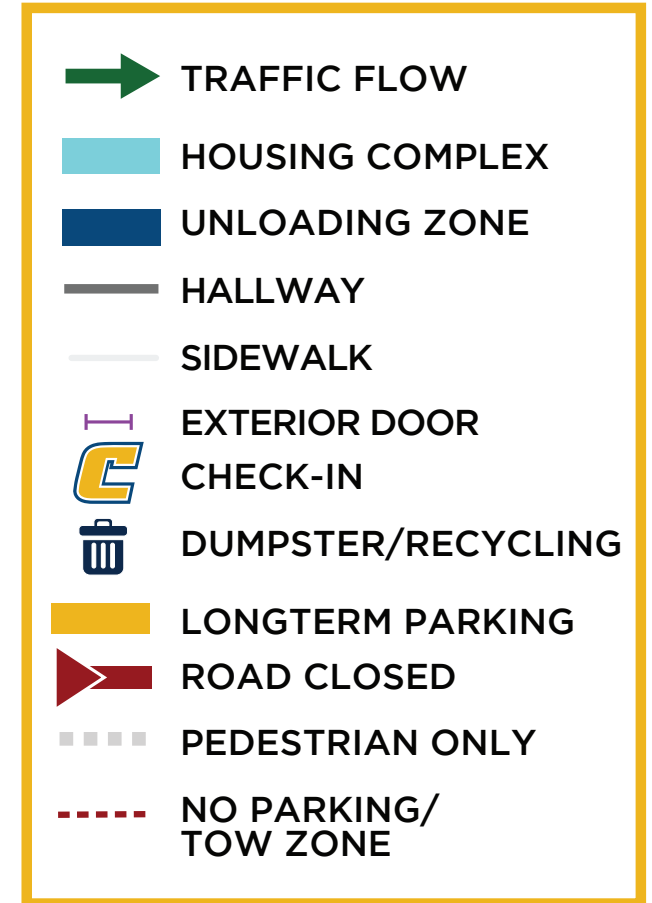 TRAFFIC FLOW
HOUSING COMPLEX
UNLOADING ZONE
HALLWAY
SIDEWALK
EXTERIOR DOOR
C
CHECK-IN
DUMPSTER/RECYCLING
LONGTERM PARKING
ROAD CLOSED
PEDESTRIAN ONLY
NO PARKING/
TOW ZONE